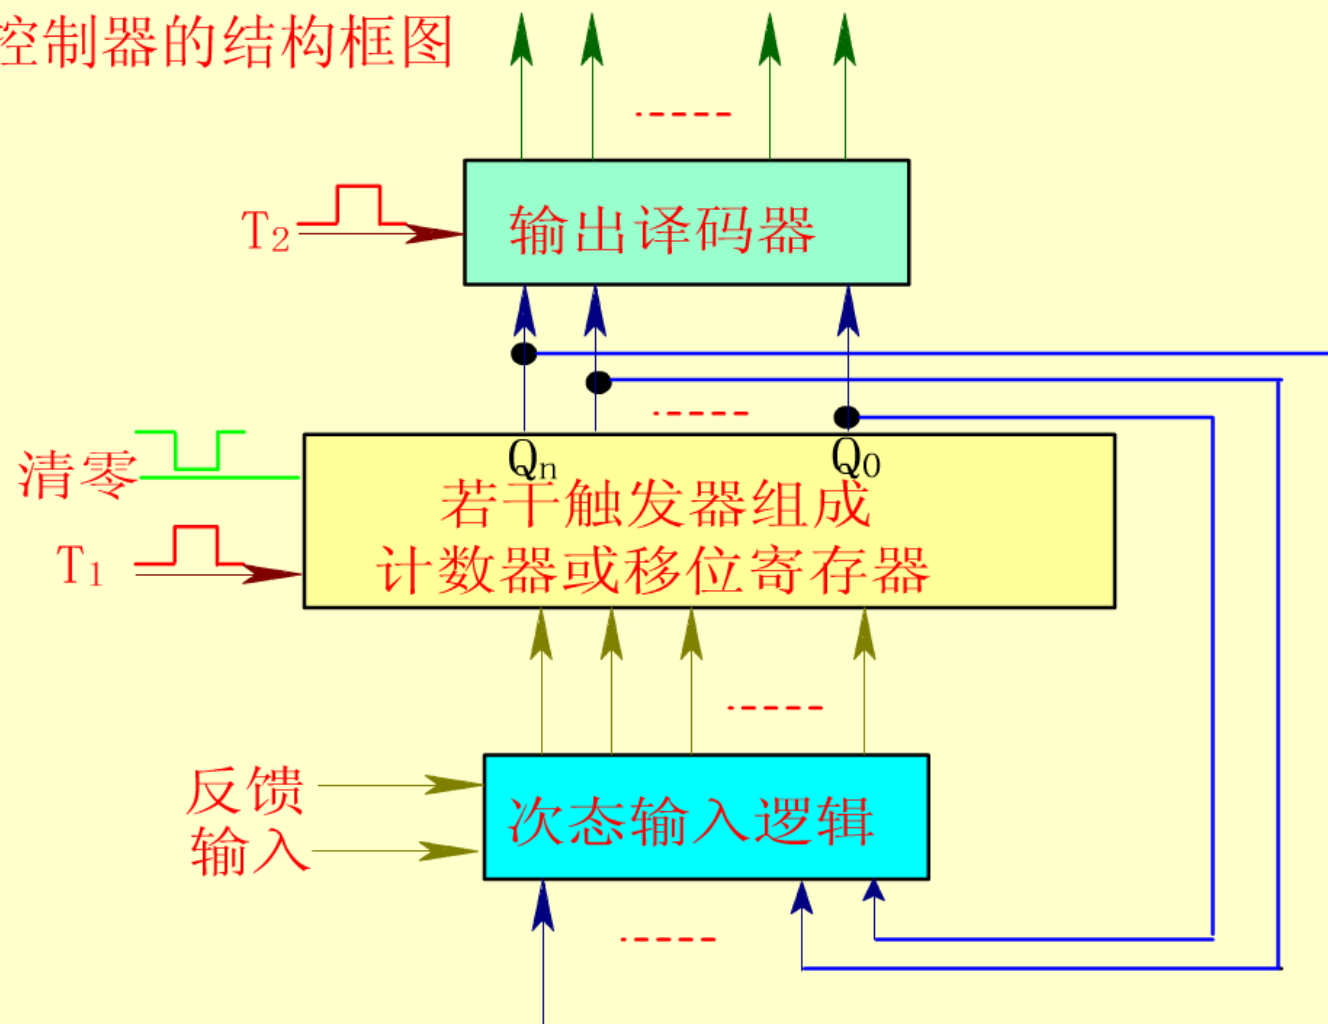 控制器的结构框图
T2
输出译码器
Qn
Q0
清零
若干触发器组成
T1
计数器或移位寄存器
反馈
输入
次态输入逻辑